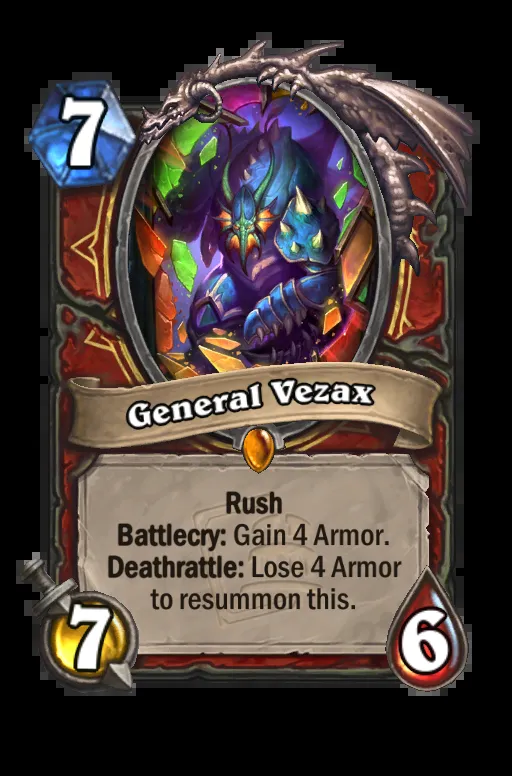 7
General Vezax
Rush
Battlecry: Gain 4 Armor.
Deathrattle: Lose 4 Armor
to resummon this.
7
6